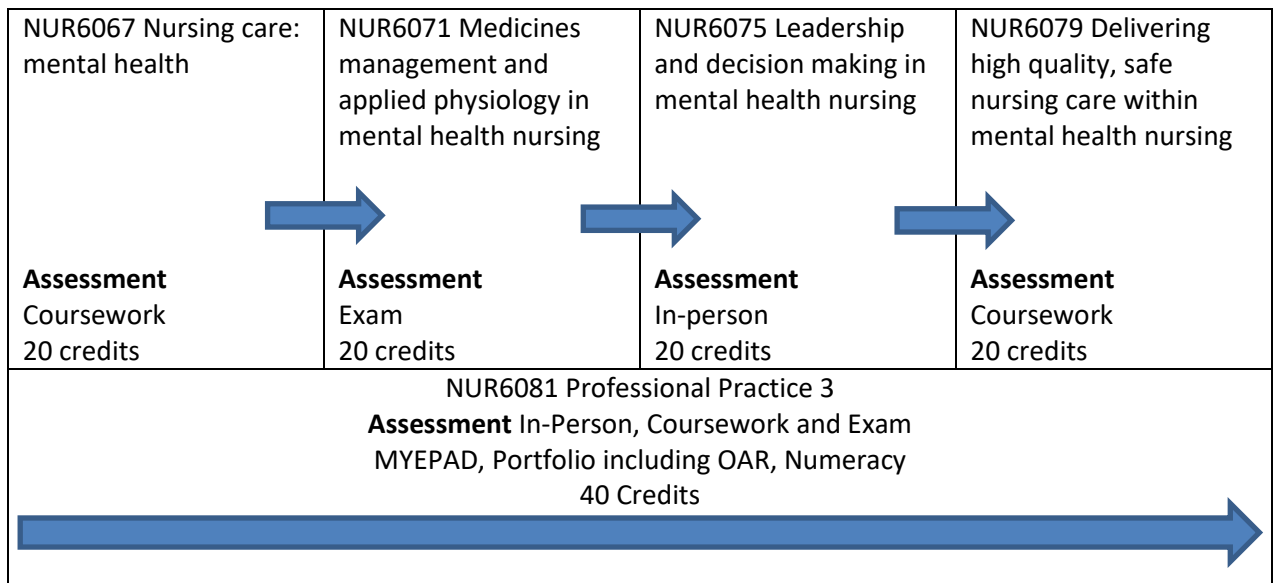 NUR6067 Nursing care:
mental health
Assessment
Coursework
20 credits
NUR6071 Medicines
management and
applied physiology in
mental health nursing
Assessment
Exam
20 credits
NUR6075 Leadership
and decision making in
mental health nursing
Assessment
In-person
20 credits
NUR6079 Delivering
high quality, safe
nursing care within
mental health nursing
Assessment
Coursework
20 credits
NUR6081 Professional Practice 3
Assessment In-Person, Coursework and Exam
MYEPAD, Portfolio including OAR, Numeracy
40 Credits